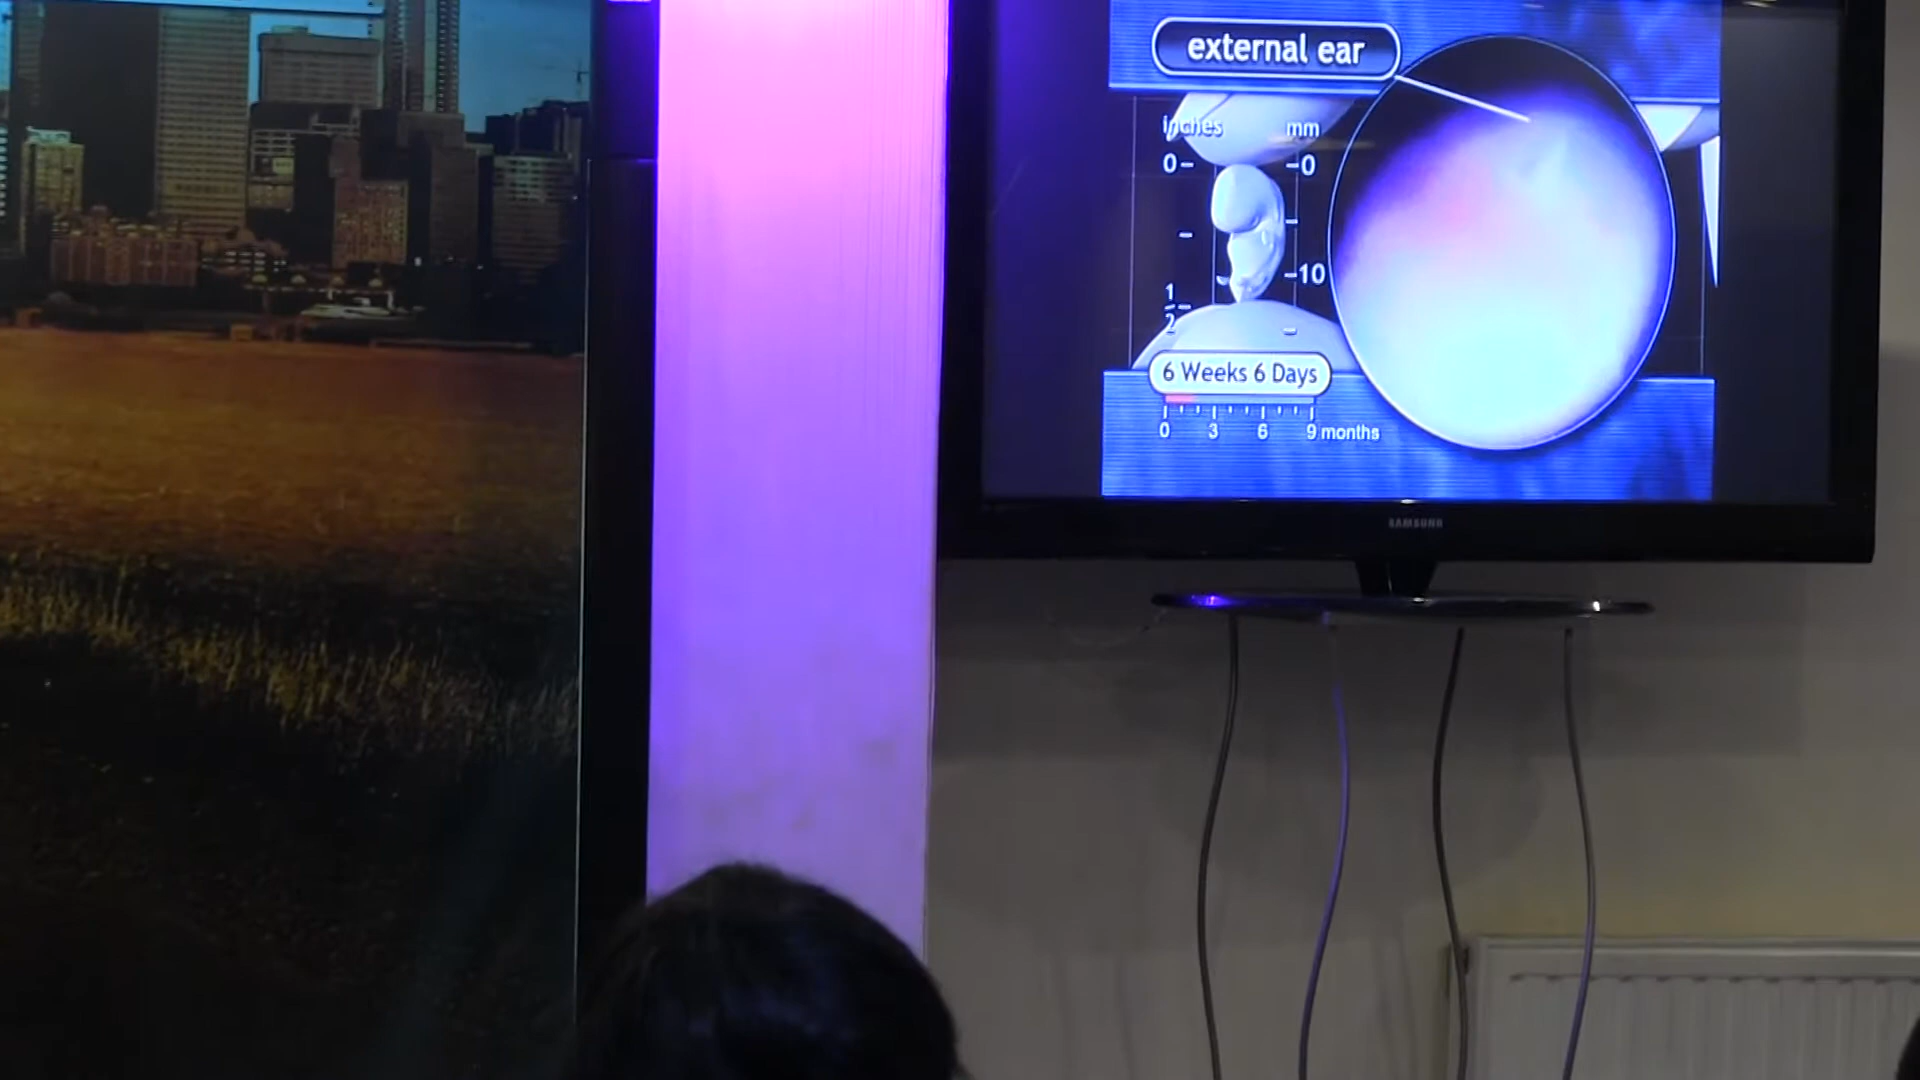 external ear
inches mm
0 0
10
1
2
6 Weeks 6 Days
0 3 6 9 months
SAMSUNG